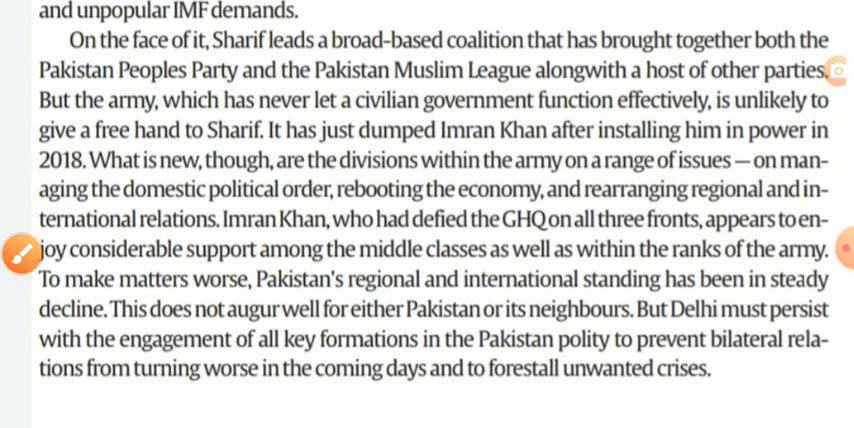 and unpopular IMF demands.
On the face of it, Sharif leads a broad-based coalition that has brought together both the
Pakistan Peoples Party and the Pakistan Muslim League alongwith a host of other parties.
But the army, which has never let a civilian government function effectively, is unlikely to
give a free hand to Sharif. It has just dumped Imran Khan after installing him in power in
2018. What is new, though, are the divisions within the army on a range of issues — on man-
aging the domestic political order, rebooting the economy, and rearranging regional and in-
ternational relations. Imran Khan, who had defied the GHQ on all three fronts, appears to en-
joy considerable support among the middle classes as well as within the ranks of the army.
To make matters worse, Pakistan's regional and international standing has been in steady
decline. This does not augur well for either Pakistan or its neighbours. But Delhi must persist
with the engagement of all key formations in the Pakistan polity to prevent bilateral rela-
tions from turning worse in the coming days and to forestall unwanted crises.